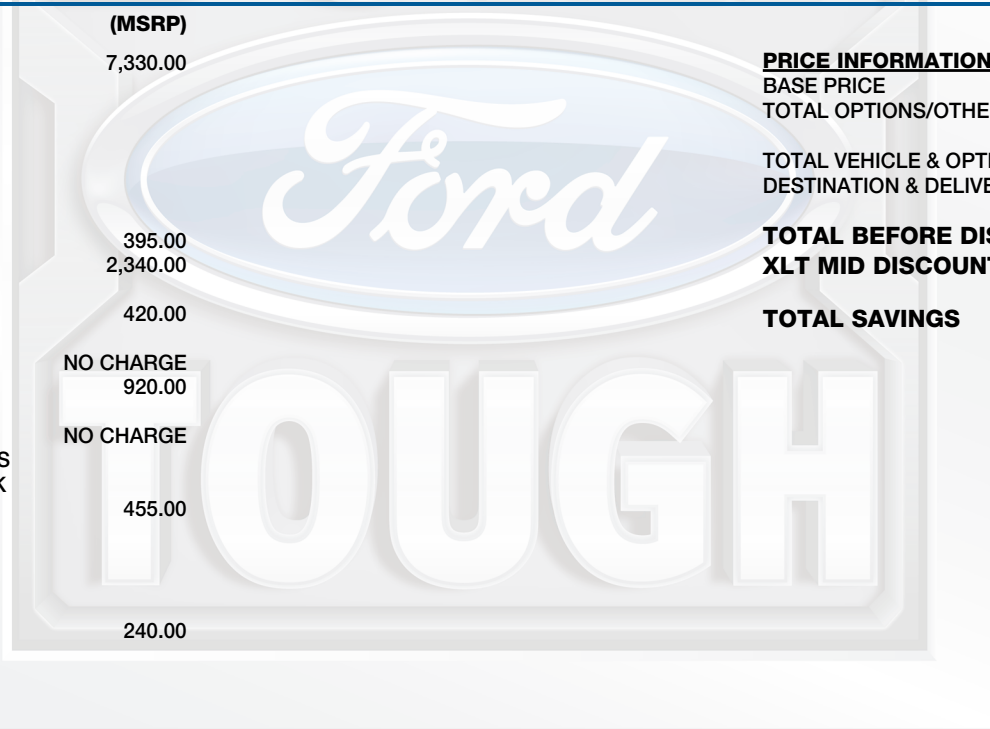 (MSRP)
7,330.00
395.00
2,340.00
420.00
NO CHARGE
920.00
NO CHARGE
S
K
455.00
240.00
PRICE INFORMATION
BASE PRICE
TOTAL OPTIONS/OTHE
TOTAL VEHICLE & OPTI
DESTINATION & DELIVE
TOTAL BEFORE DIS
XLT MID DISCOUNT
TOTAL SAVINGS
Ford
TOUGH